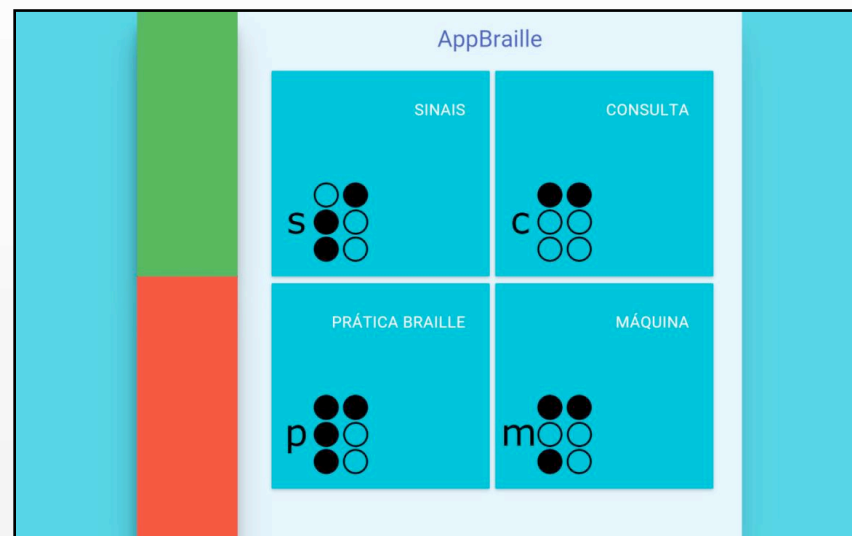 AppBraille
SINAIS
s
CONSULTA
c
PRÁTICA BRAILLE
p
MÁQUINA
m